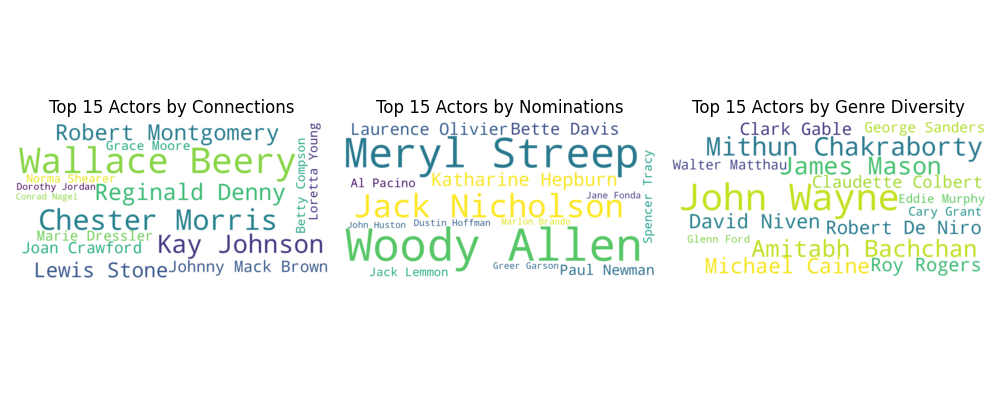 Top 15 Actors by Connections
Robert Montgomery
Grace Moore
Wallace Beery
Norma Shearer
Dorothy Jordan
Conrad Nagel
Reginald Denny
Betty Compson
Loretta Young
Chester Morris
Marie Dressler
Joan Crawford
Kay Johnson
Lewis Stone
Johnny Mack Brown
Top 15 Actors by Nominations
Laurence Olivier
Bette Davis
Meryl Streep
Spencer Tracy
Al Pacino
Katharine Hepburn
Jane Fonda
Jack Nicholson
John Huston
Dustin Hoffman
Marlon Brando
Woody Allen
Jack Lemmon
Greer Garson
Paul Newman
Top 15 Actors by Genre Diversity
Clark Gable
George Sanders
Mithun Chakraborty
Walter Matthau
James Mason
Claudette Colbert
John Wayne
Eddie Murphy
Cary Grant
David Niven
Robert De Niro
Glenn Ford
Amitabh Bachchan
Michael Caine
Roy Rogers